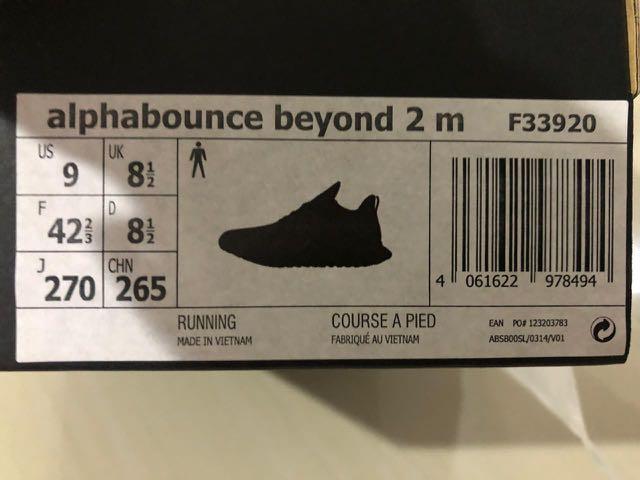 alphabounce beyond 2 m F33920
US 9 UK 8½
F 42⅔ D 8½
J 270 CHN 265
4 061622 978494
RUNNING COURSE A PIED EAN PO# 123203783
MADE IN VIETNAM FABRIQUÉ AU VIETNAM ABSB00SL/0314/V01